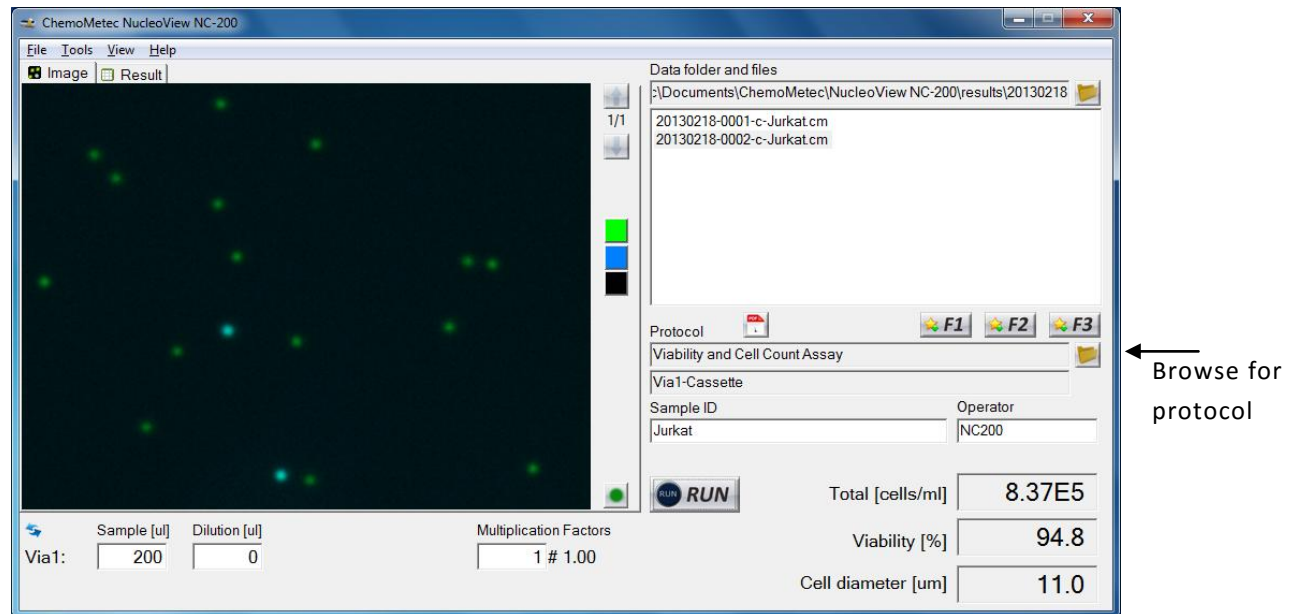 ChemoMetec NucleoView NC-200
File Tools View Help
Image Result
1/1
Data folder and files
:\Documents\ChemoMetec\NucleoView NC-200\results\20130218
20130218-0001-c-Jurkat.cm
20130218-0002-c-Jurkat.cm
Protocol F1 F2 F3
Viability and Cell Count Assay
Via1-Cassette
Browse for
protocol
Sample ID Operator
Jurkat NC200
RUN RUN
Total [cells/ml] 8.37E5
Viability [%] 94.8
Cell diameter [um] 11.0
Sample [ul] Dilution [ul] Multiplication Factors
Via1: 200 0 1 # 1.00